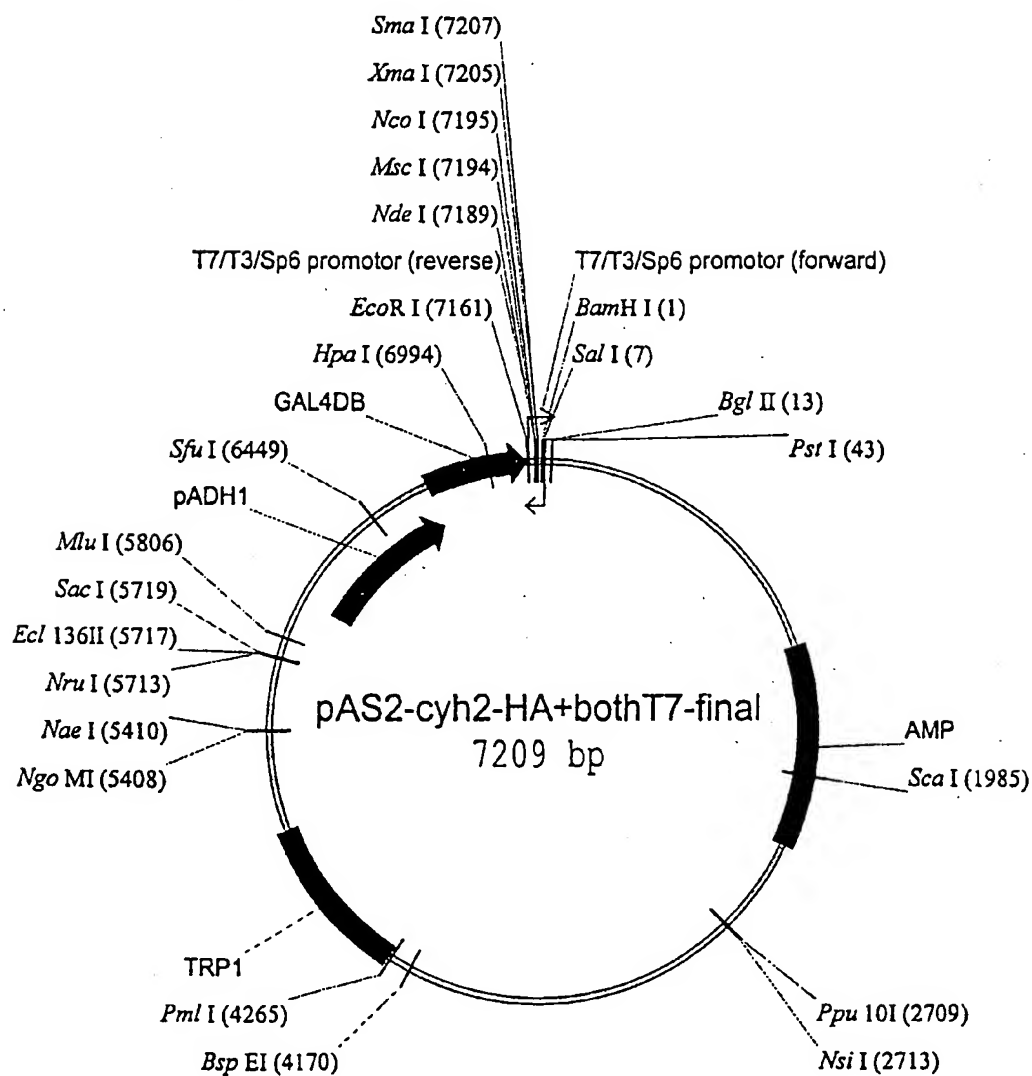 Sma I (7207)
Xma I (7205)
Nco I (7195)
Msc I (7194)
Nde I (7189)
T7/T3/Sp6 promotor (reverse)
T7/T3/Sp6 promotor (forward)
EcoR I (7161)
BamH I (1)
Hpa I (6994)
Sal I (7)
GAL4DB
Bgl II (13)
Sfu I (6449)
Pst I (43)
pADH1
Mlu I (5806)
Sac I (5719)
Ecl 136II (5717)
Nru I (5713)
Nae I (5410)
Ngo MI (5408)
pAS2-cyh2-HA+bothT7-final
7209 bp
AMP
Sca I (1985)
TRP1
Pml I (4265)
Bsp EI (4170)
Ppu 10I (2709)
Nsi I (2713)